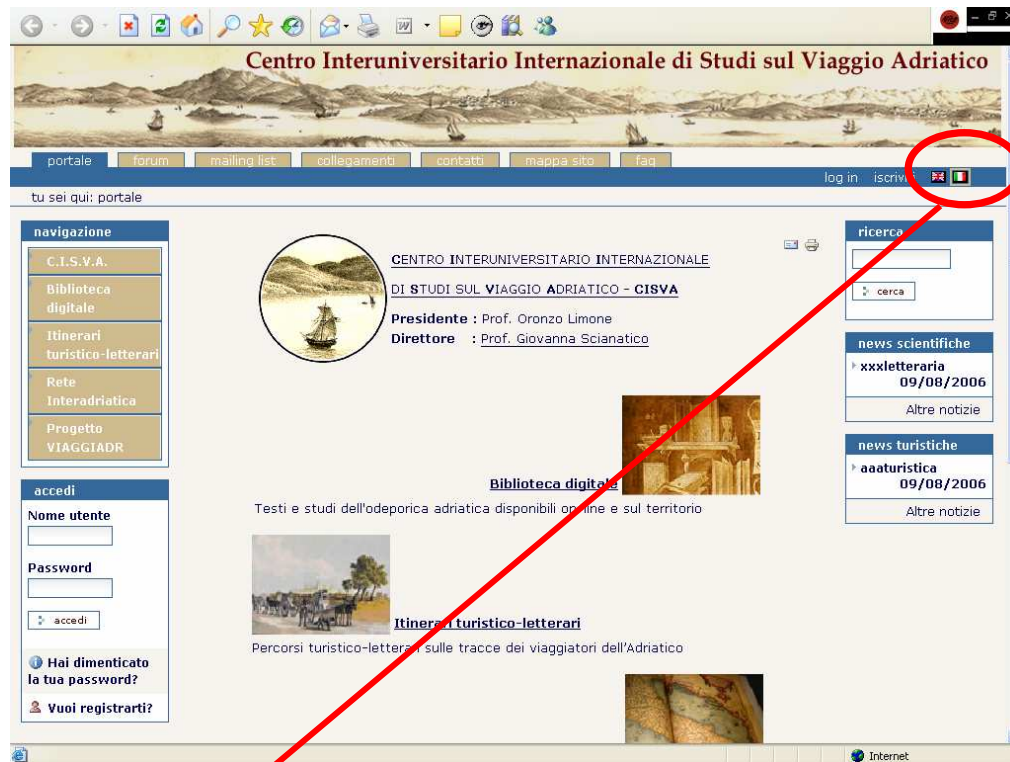 Centro Interuniversitario Internazionale di Studi sul Viaggio Adriatico
portale forum mailing list collegamenti contatti mappa sito faq
log in iscriviti
tu sei qui: portale
navigazione
C.I.S.V.A.
Biblioteca
digitale
Itinerari
turistico-letterari
Rete
Interadriatica
Progetto
VIAGGIADR
accedi
Nome utente
Password
accedi
Hai dimenticato
la tua password?
Vuoi registrarti?
CENTRO INTERUNIVERSITARIO INTERNAZIONALE
DI STUDI SUL VIAGGIO ADRIATICO - CISVA
Presidente : Prof. Oronzo Limone
Direttore : Prof. Giovanna Scianatico
Biblioteca digitale
Testi e studi dell'odeporica adriatica disponibili on-line e sul territorio
Itinerari turistico-letterari
Percorsi turistico-letterari sulle tracce dei viaggiatori dell'Adriatico
ricerca
cerca
news scientifiche
xxxletteraria
09/08/2006
Altre notizie
news turistiche
aaaturistica
09/08/2006
Altre notizie
Internet